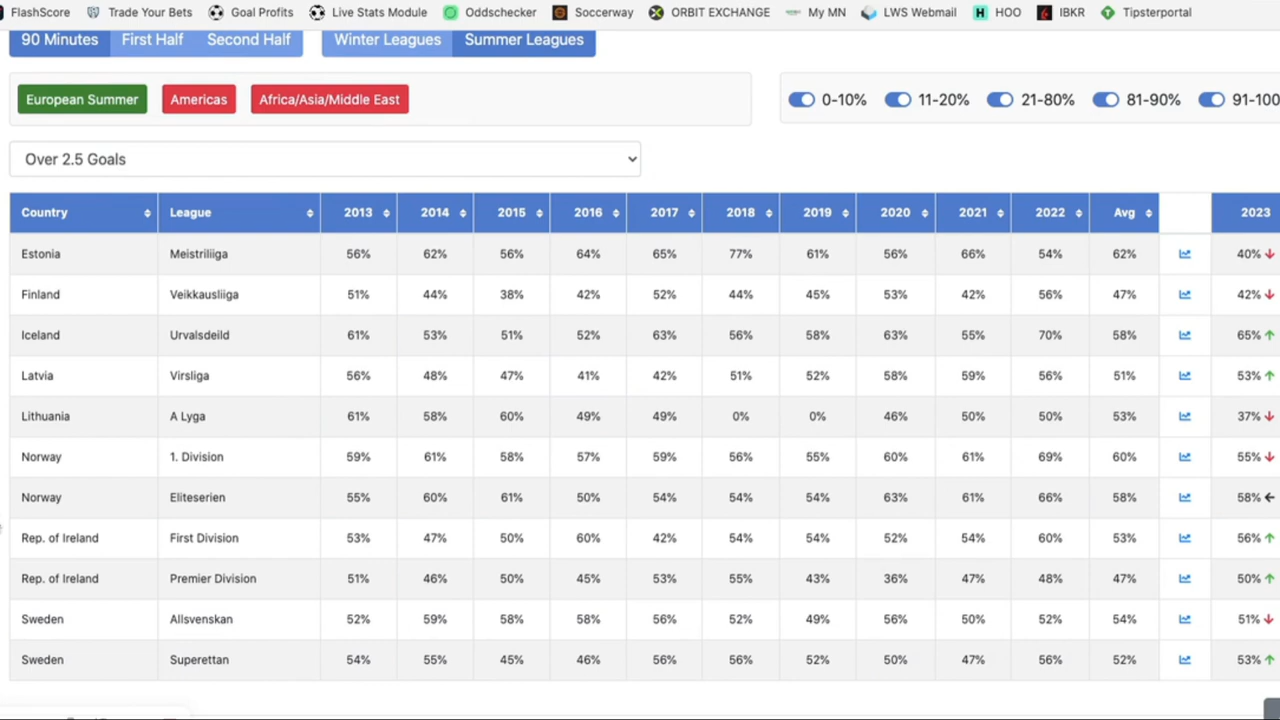 FlashScore Trade Your Bets Goal Profits Live Stats Module Oddschecker Soccerway ORBIT EXCHANGE My MN LWS Webmail H HOO IBKR T Tipsterportal
90 Minutes First Half Second Half Winter Leagues Summer Leagues
European Summer Americas Africa/Asia/Middle East 0-10% 11-20% 21-80% 81-90% 91-100
Over 2.5 Goals
Country League 2013 2014 2015 2016 2017 2018 2019 2020 2021 2022 Avg 2023
Estonia Meistriliiga 56% 62% 56% 64% 65% 77% 61% 56% 66% 54% 62% 40%
Finland Veikkausliiga 51% 44% 38% 42% 52% 44% 45% 53% 42% 56% 47% 42%
Iceland Urvalsdeild 61% 53% 51% 52% 63% 56% 58% 63% 55% 70% 58% 65%
Latvia Virsliga 56% 48% 47% 41% 42% 51% 52% 58% 59% 56% 51% 53%
Lithuania A Lyga 61% 58% 60% 49% 49% 0% 0% 46% 50% 50% 53% 37%
Norway 1. Division 59% 61% 58% 57% 59% 56% 55% 60% 61% 69% 60% 55%
Norway Eliteserien 55% 60% 61% 50% 54% 54% 54% 63% 61% 66% 58% 58%
Rep. of Ireland First Division 53% 47% 50% 60% 42% 54% 54% 52% 54% 60% 53% 56%
Rep. of Ireland Premier Division 51% 46% 50% 45% 53% 55% 43% 36% 47% 48% 47% 50%
Sweden Allsvenskan 52% 59% 58% 58% 56% 52% 49% 56% 50% 52% 54% 51%
Sweden Superettan 54% 55% 45% 46% 56% 56% 52% 50% 47% 56% 52% 53%